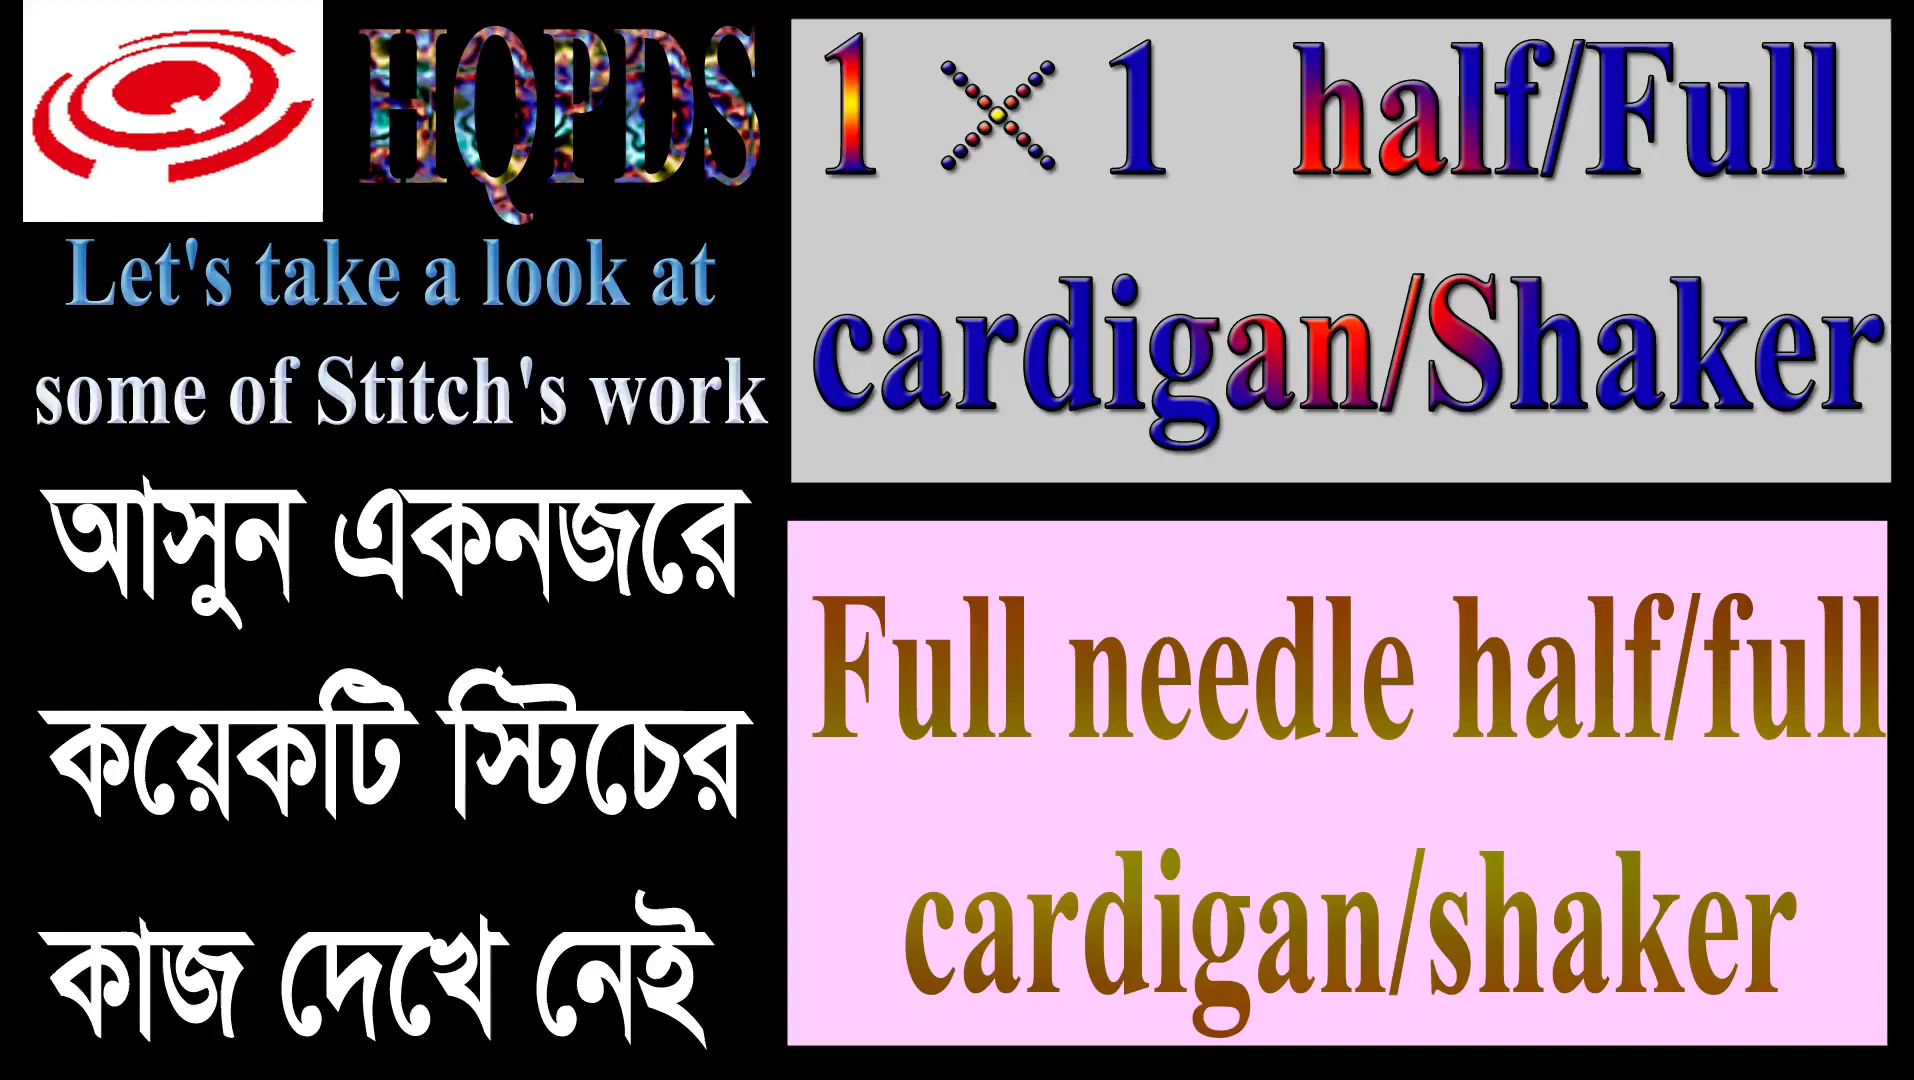 HQPDS
Let's take a look at
some of Stitch's work
আসুন একনজরে
কয়েকটি স্টিচের
কাজ দেখে নেই
1 × 1 half/Full
cardigan/Shaker
Full needle half/full
cardigan/shaker